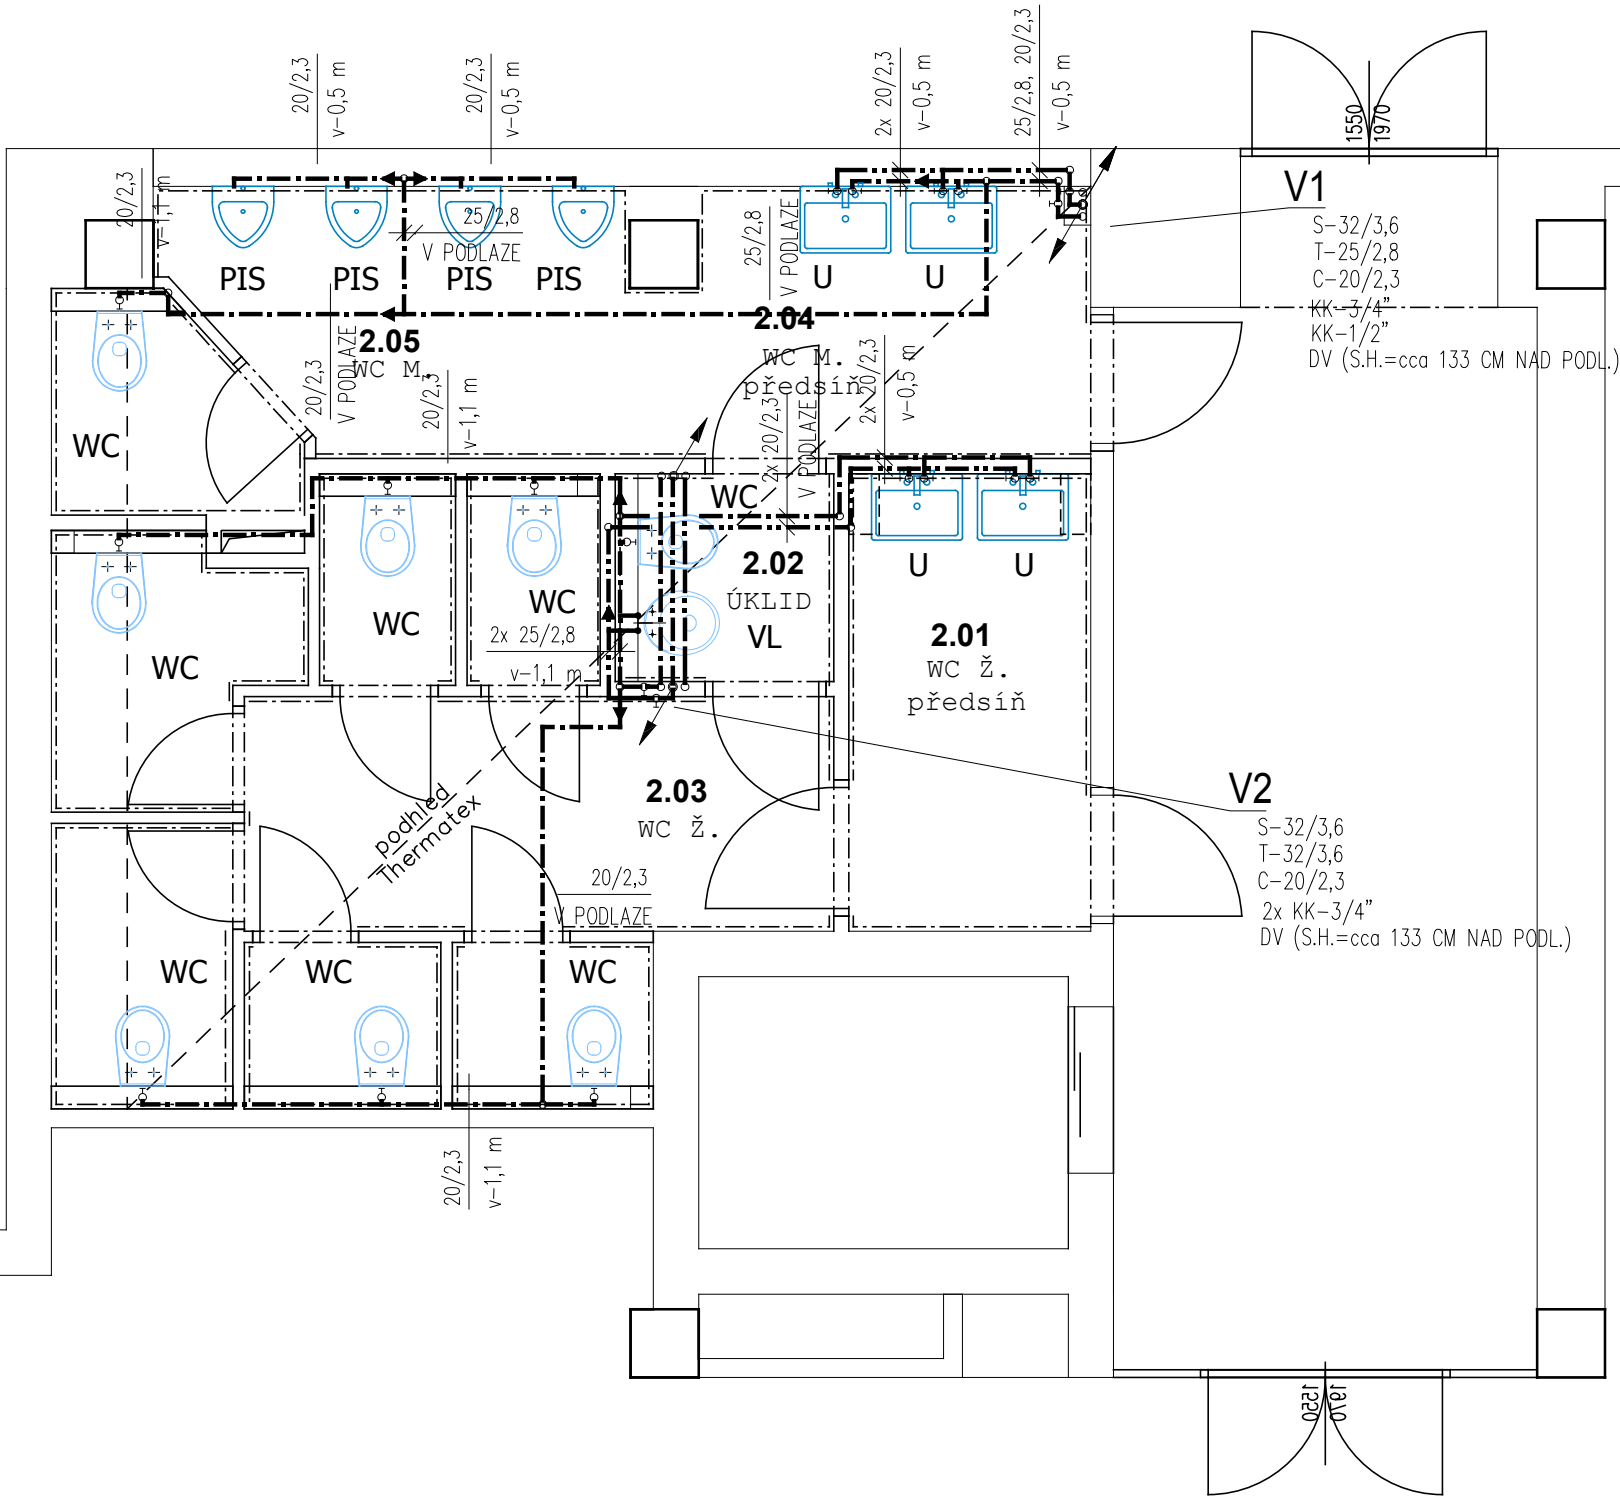 20/2,3
v-0,5 m
20/2,3
v-0,5 m
2x 20/2,3
v-0,5 m
25/2,8, 20/2,3
v-0,5 m
1550
1970
20/2,3
v-1,1 m
V1
S-32/3,6
T-25/2,8
C-20/2,3
KK-3/4"
KK-1/2"
DV (S.H.=cca 133 CM NAD PODL.)
25/2,8
V PODLAZE
25/2,8
V PODLAZE
PIS
PIS
PIS
PIS
U
U
2.05
WC M.
2.04
WC M.
předsíň
20/2,3
V PODLAZE
20/2,3
v-1,1 m
2x 20/2,3
V PODLAZE
2x 20/2,3
v-0,5 m
WC
WC
2.02
ÚKLID
VL
U
U
WC
WC
WC
2x 25/2,8
v-1,1 m
2.01
WC Ž.
předsíň
2.03
WC Ž.
podhled
Thermatex
V2
S-32/3,6
T-32/3,6
C-20/2,3
2x KK-3/4"
DV (S.H.=cca 133 CM NAD PODL.)
20/2,3
V PODLAZE
WC
WC
WC
20/2,3
v-1,1 m
1550
1970